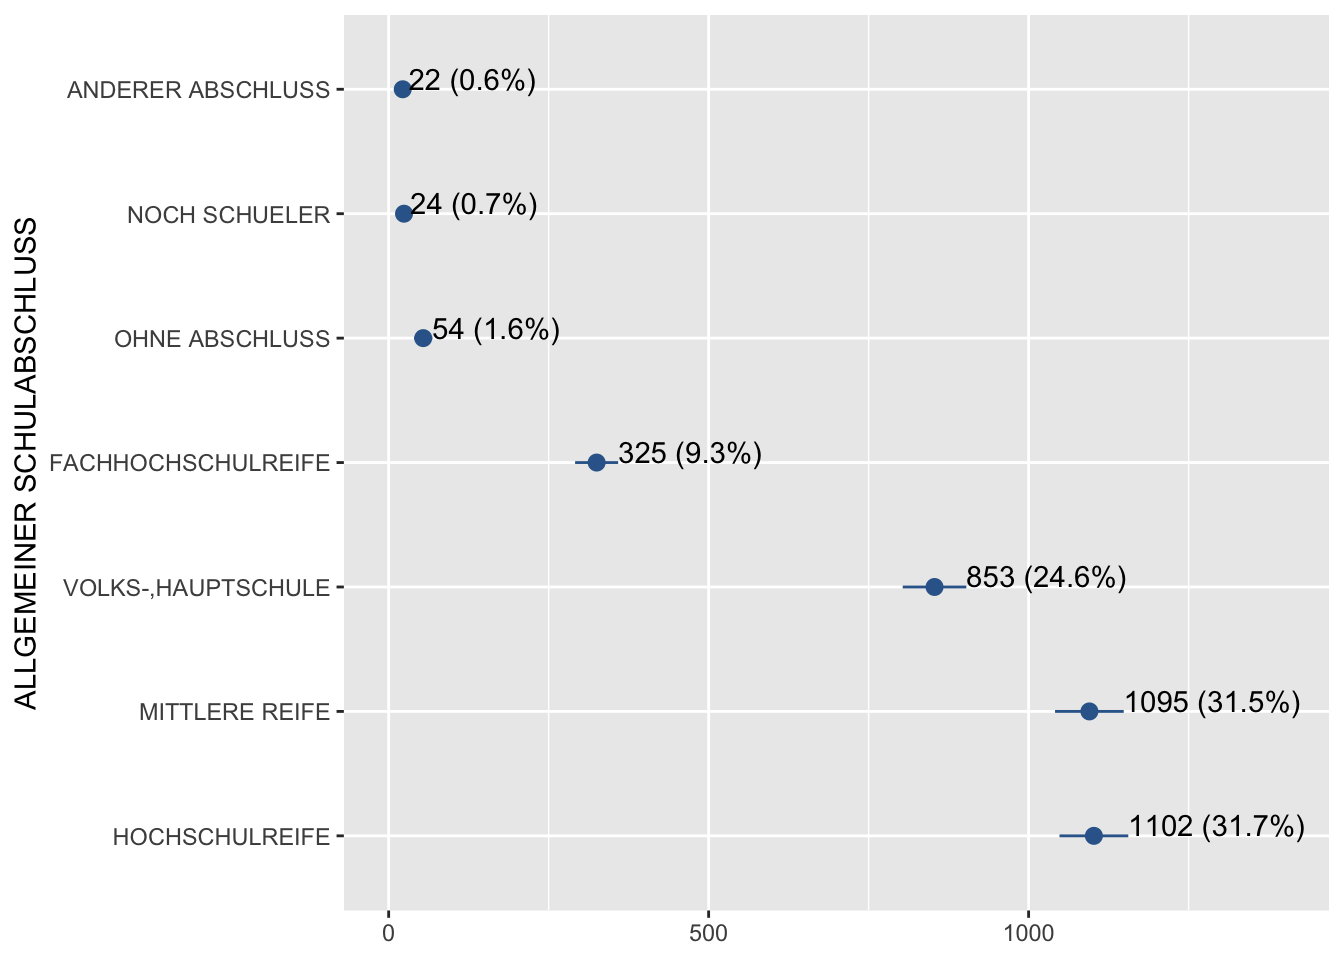 ALLGEMEINER SCHULABSCHLUSS
ANDERER ABSCHLUSS 22 (0.6%)
NOCH SCHUELER 24 (0.7%)
OHNE ABSCHLUSS 54 (1.6%)
FACHHOCHSCHULREIFE 325 (9.3%)
VOLKS-,HAUPTSCHULE 853 (24.6%)
MITTLERE REIFE 1095 (31.5%)
HOCHSCHULREIFE 1102 (31.7%)
0 500 1000